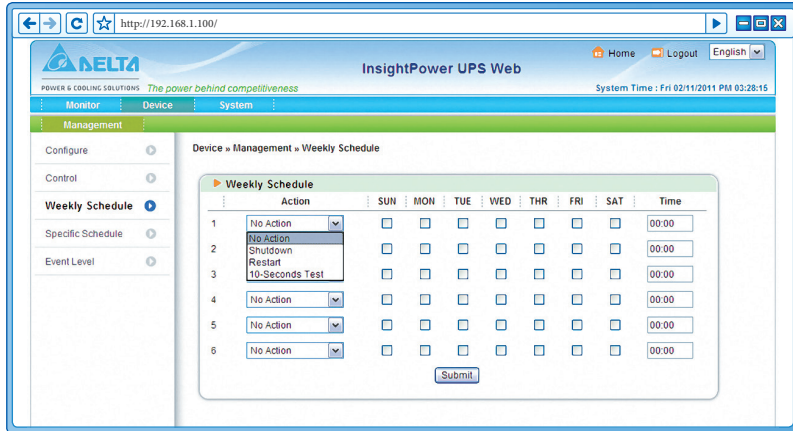 http://192.168.1.100/
DELTA
POWER & COOLING SOLUTIONS The power behind competitiveness
InsightPower UPS Web
Home Logout English
System Time : Fri 02/11/2011 PM 03:28:15
Monitor Device System
Management
Configure
Control
Weekly Schedule
Specific Schedule
Event Level
Device » Management » Weekly Schedule
Weekly Schedule
Action SUN MON TUE WED THR FRI SAT Time
1 No Action 00:00
No Action
Shutdown
Restart
10-Seconds Test
2 00:00
3 00:00
4 No Action 00:00
5 No Action 00:00
6 No Action 00:00
Submit